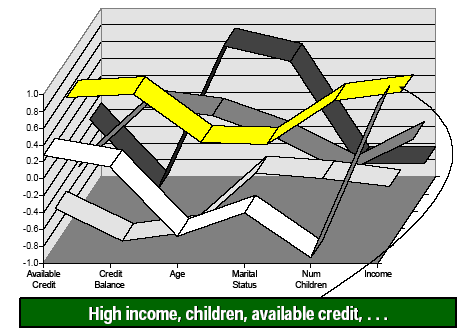 1.0
0.8
0.6
0.4
0.2
0.0
-0.2
-0.4
-0.6
-0.8
-1.0
Available Credit
Credit Balance
Age
Marital Status
Num Children
Income
High income, children, available credit, . . .